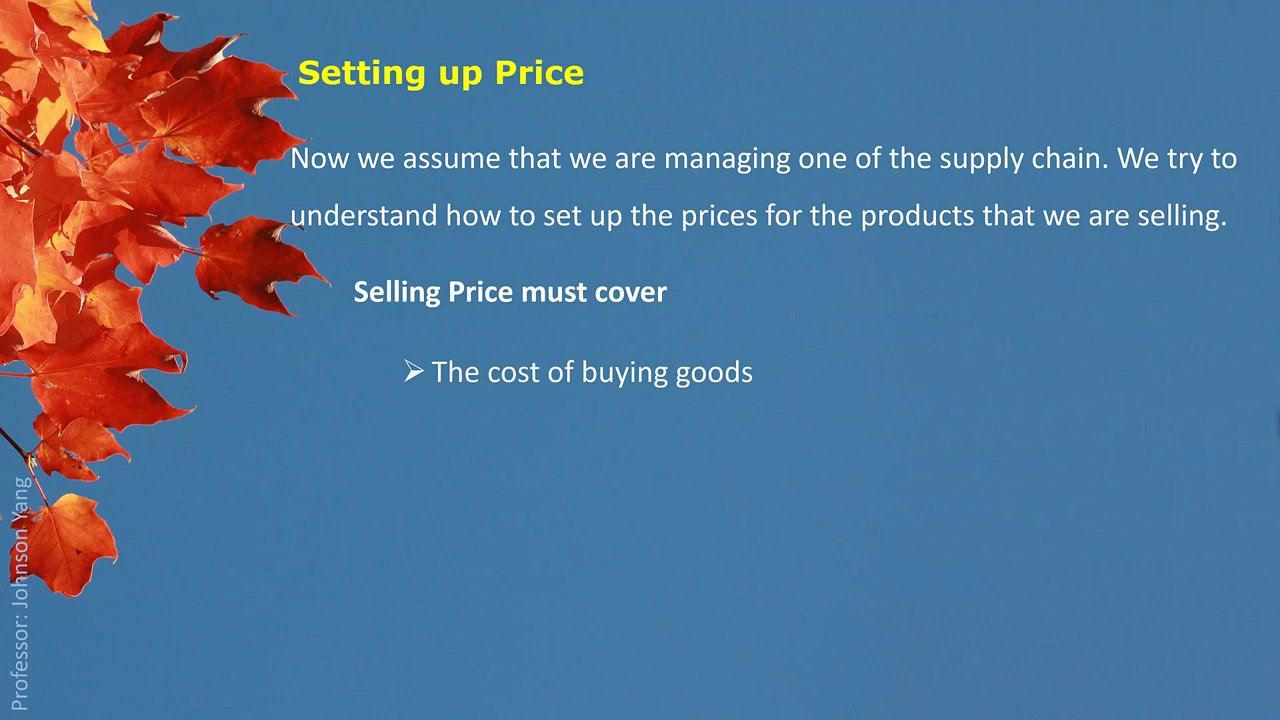 Setting up Price
Now we assume that we are managing one of the supply chain. We try to
understand how to set up the prices for the products that we are selling.
Selling Price must cover
➢ The cost of buying goods
Professor: Johnson Yang